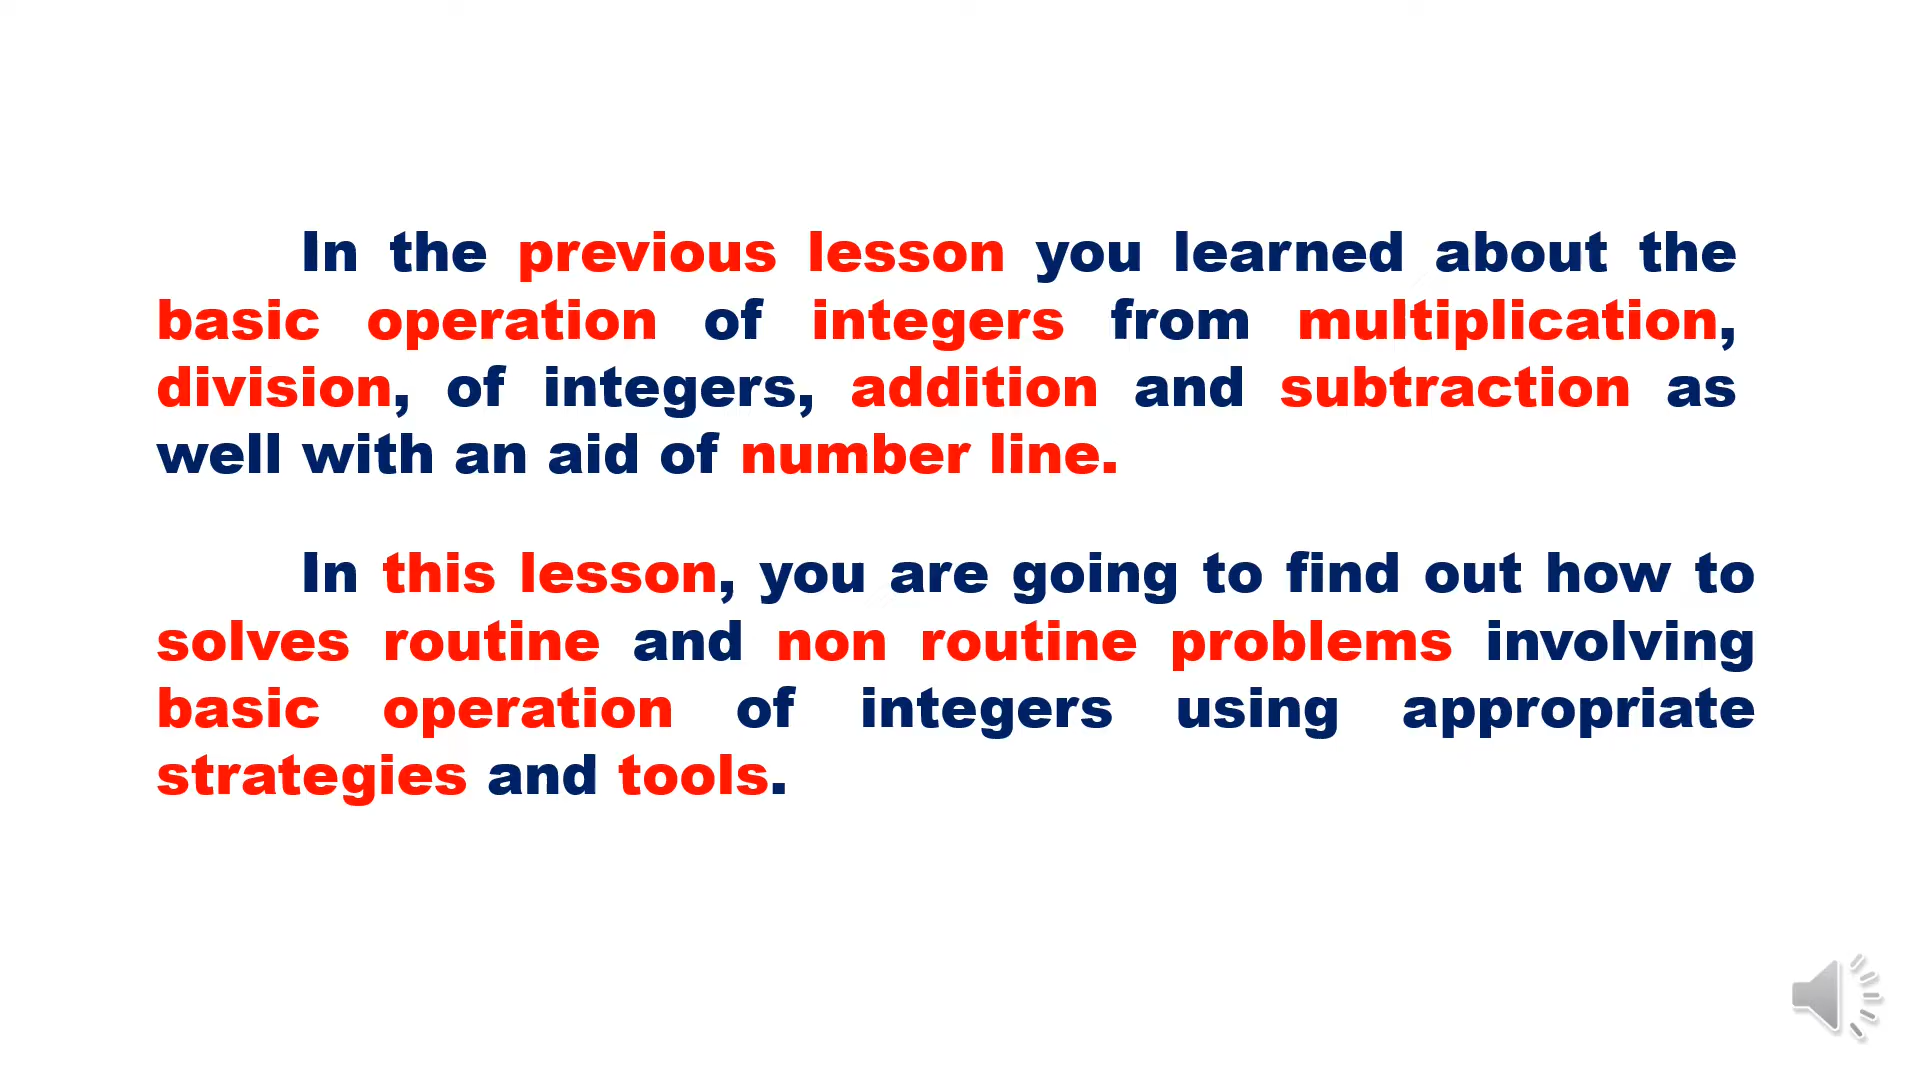 In the previous lesson you learned about the
basic operation of integers from multiplication,
division, of integers, addition and subtraction as
well with an aid of number line.
In this lesson, you are going to find out how to
solves routine and non routine problems involving
basic operation of integers using appropriate
strategies and tools.